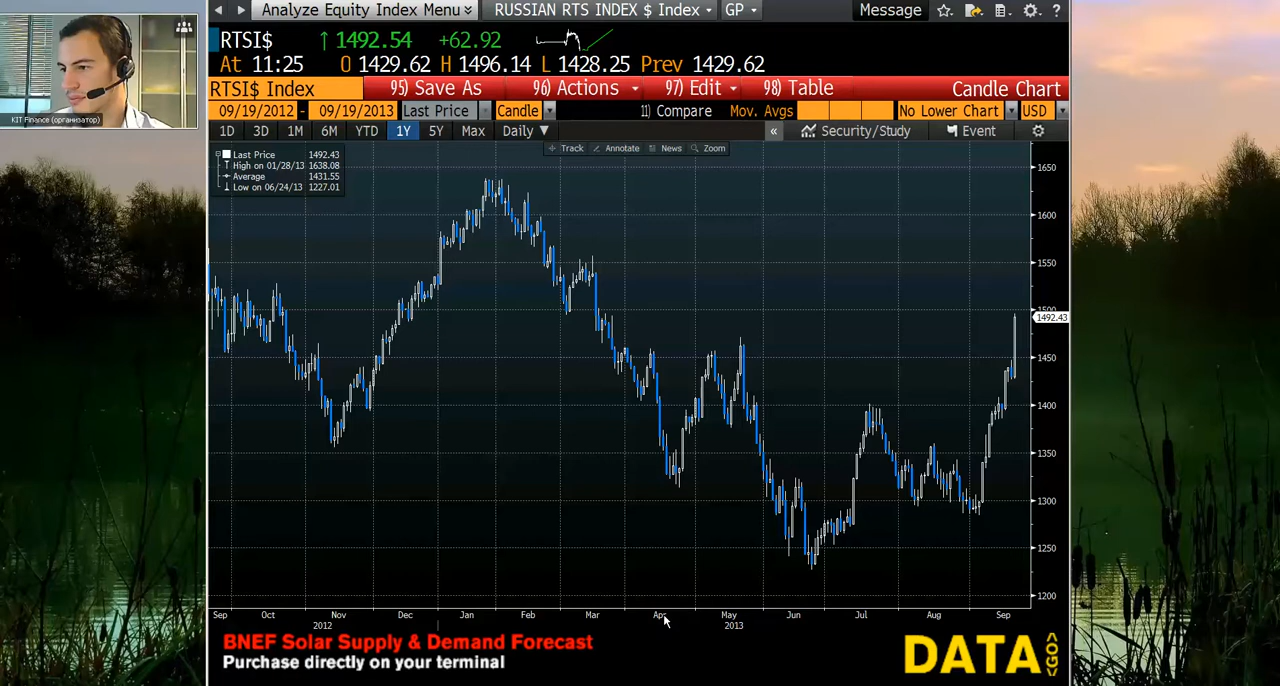 Analyze Equity Index Menu
RUSSIAN RTS INDEX $ Index
GP
Message
?
RTSI$ ↑ 1492.54 +62.92
At 11:25 O 1429.62 H 1496.14 L 1428.25 Prev 1429.62
RTSI$ Index 95) Save As 96) Actions 97) Edit 98) Table Candle Chart
09/19/2012 - 09/19/2013 Last Price Candle 11) Compare Mov. Avgs No Lower Chart USD
1D 3D 1M 6M YTD 1Y 5Y Max Daily ▼ « Security/Study Event
Track Annotate News Zoom
Last Price 1492.43
High on 01/28/13 1638.08
Average 1431.55
Low on 06/24/13 1227.01
KIT Finance (организатор)
1650
1600
1550
1500
1492.43
1450
1400
1350
1300
1250
1200
Sep Oct Nov Dec Jan Feb Mar Apr May Jun Jul Aug Sep
2012 2013
BNEF Solar Supply & Demand Forecast
Purchase directly on your terminal
DATA <GO>